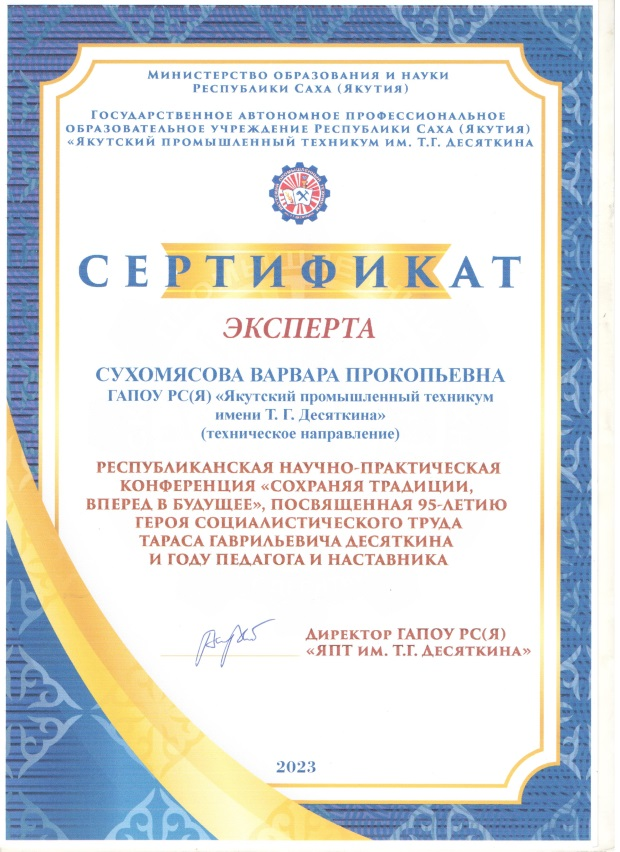 Министерство образования и науки
Республики Саха (Якутия)
Государственное автономное профессиональное
образовательное учреждение Республики Саха (Якутия)
«Якутский промышленный техникум им. Т.Г. Десяткина
СЕРТИФИКАТ
ЭКСПЕРТА
СУХОМЯСОВА ВАРВАРА ПРОКОПЬЕВНА
ГАПОУ РС(Я) «Якутский промышленный техникум
имени Т. Г. Десяткина»
(техническое направление)
РЕСПУБЛИКАНСКАЯ НАУЧНО-ПРАКТИЧЕСКАЯ
КОНФЕРЕНЦИЯ «СОХРАНЯЯ ТРАДИЦИИ,
ВПЕРЕД В БУДУЩЕЕ», ПОСВЯЩЕННАЯ 95-ЛЕТИЮ
ГЕРОЯ СОЦИАЛИСТИЧЕСКОГО ТРУДА
ТАРАСА ГАВРИЛЬЕВИЧА ДЕСЯТКИНА
И ГОДУ ПЕДАГОГА И НАСТАВНИКА
Директор ГАПОУ РС(Я)
«ЯПТ им. Т.Г. Десяткина»
2023